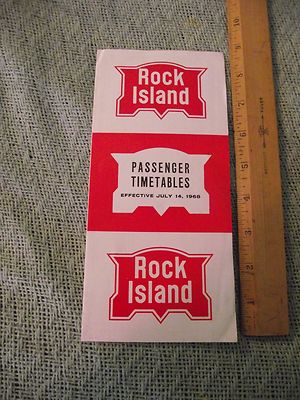 Rock
Island
PASSENGER
TIMETABLES
EFFECTIVE JULY 14, 1968
Rock
Island